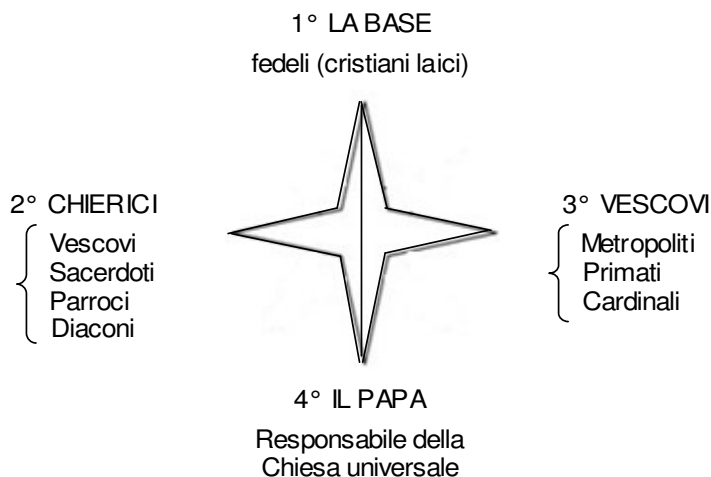 1° LA BASE
fedeli (cristiani laici)
2° CHIERICI
Vescovi
Sacerdoti
Parroci
Diaconi
3° VESCOVI
Metropoliti
Primati
Cardinali
4° IL PAPA
Responsabile della
Chiesa universale